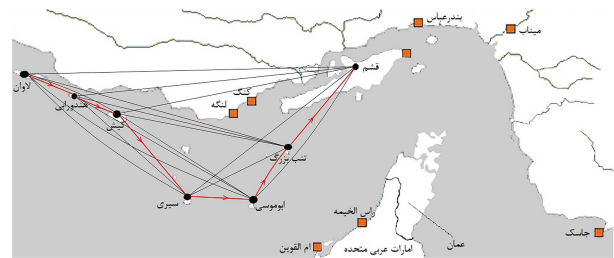 بندرعباس
میناب
قشم
لاوان
کنگ
هندورابی
لنگه
کیش
تنب بزرگ
سیری
ابوموسی
راس الخیمه
جاسک
عمان
ام القوین
امارات عربی متحده